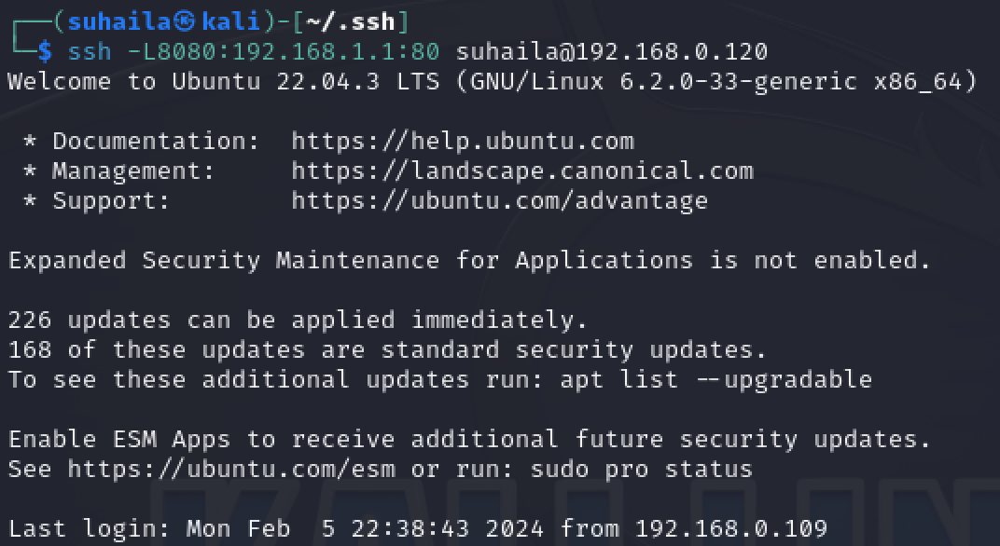 ┌──(suhaila㉿kali)-[~/.ssh]
└─$ ssh -L8080:192.168.1.1:80 suhaila@192.168.0.120
Welcome to Ubuntu 22.04.3 LTS (GNU/Linux 6.2.0-33-generic x86_64)

 * Documentation:  https://help.ubuntu.com
 * Management:     https://landscape.canonical.com
 * Support:        https://ubuntu.com/advantage

Expanded Security Maintenance for Applications is not enabled.

226 updates can be applied immediately.
168 of these updates are standard security updates.
To see these additional updates run: apt list --upgradable

Enable ESM Apps to receive additional future security updates.
See https://ubuntu.com/esm or run: sudo pro status

Last login: Mon Feb  5 22:38:43 2024 from 192.168.0.109